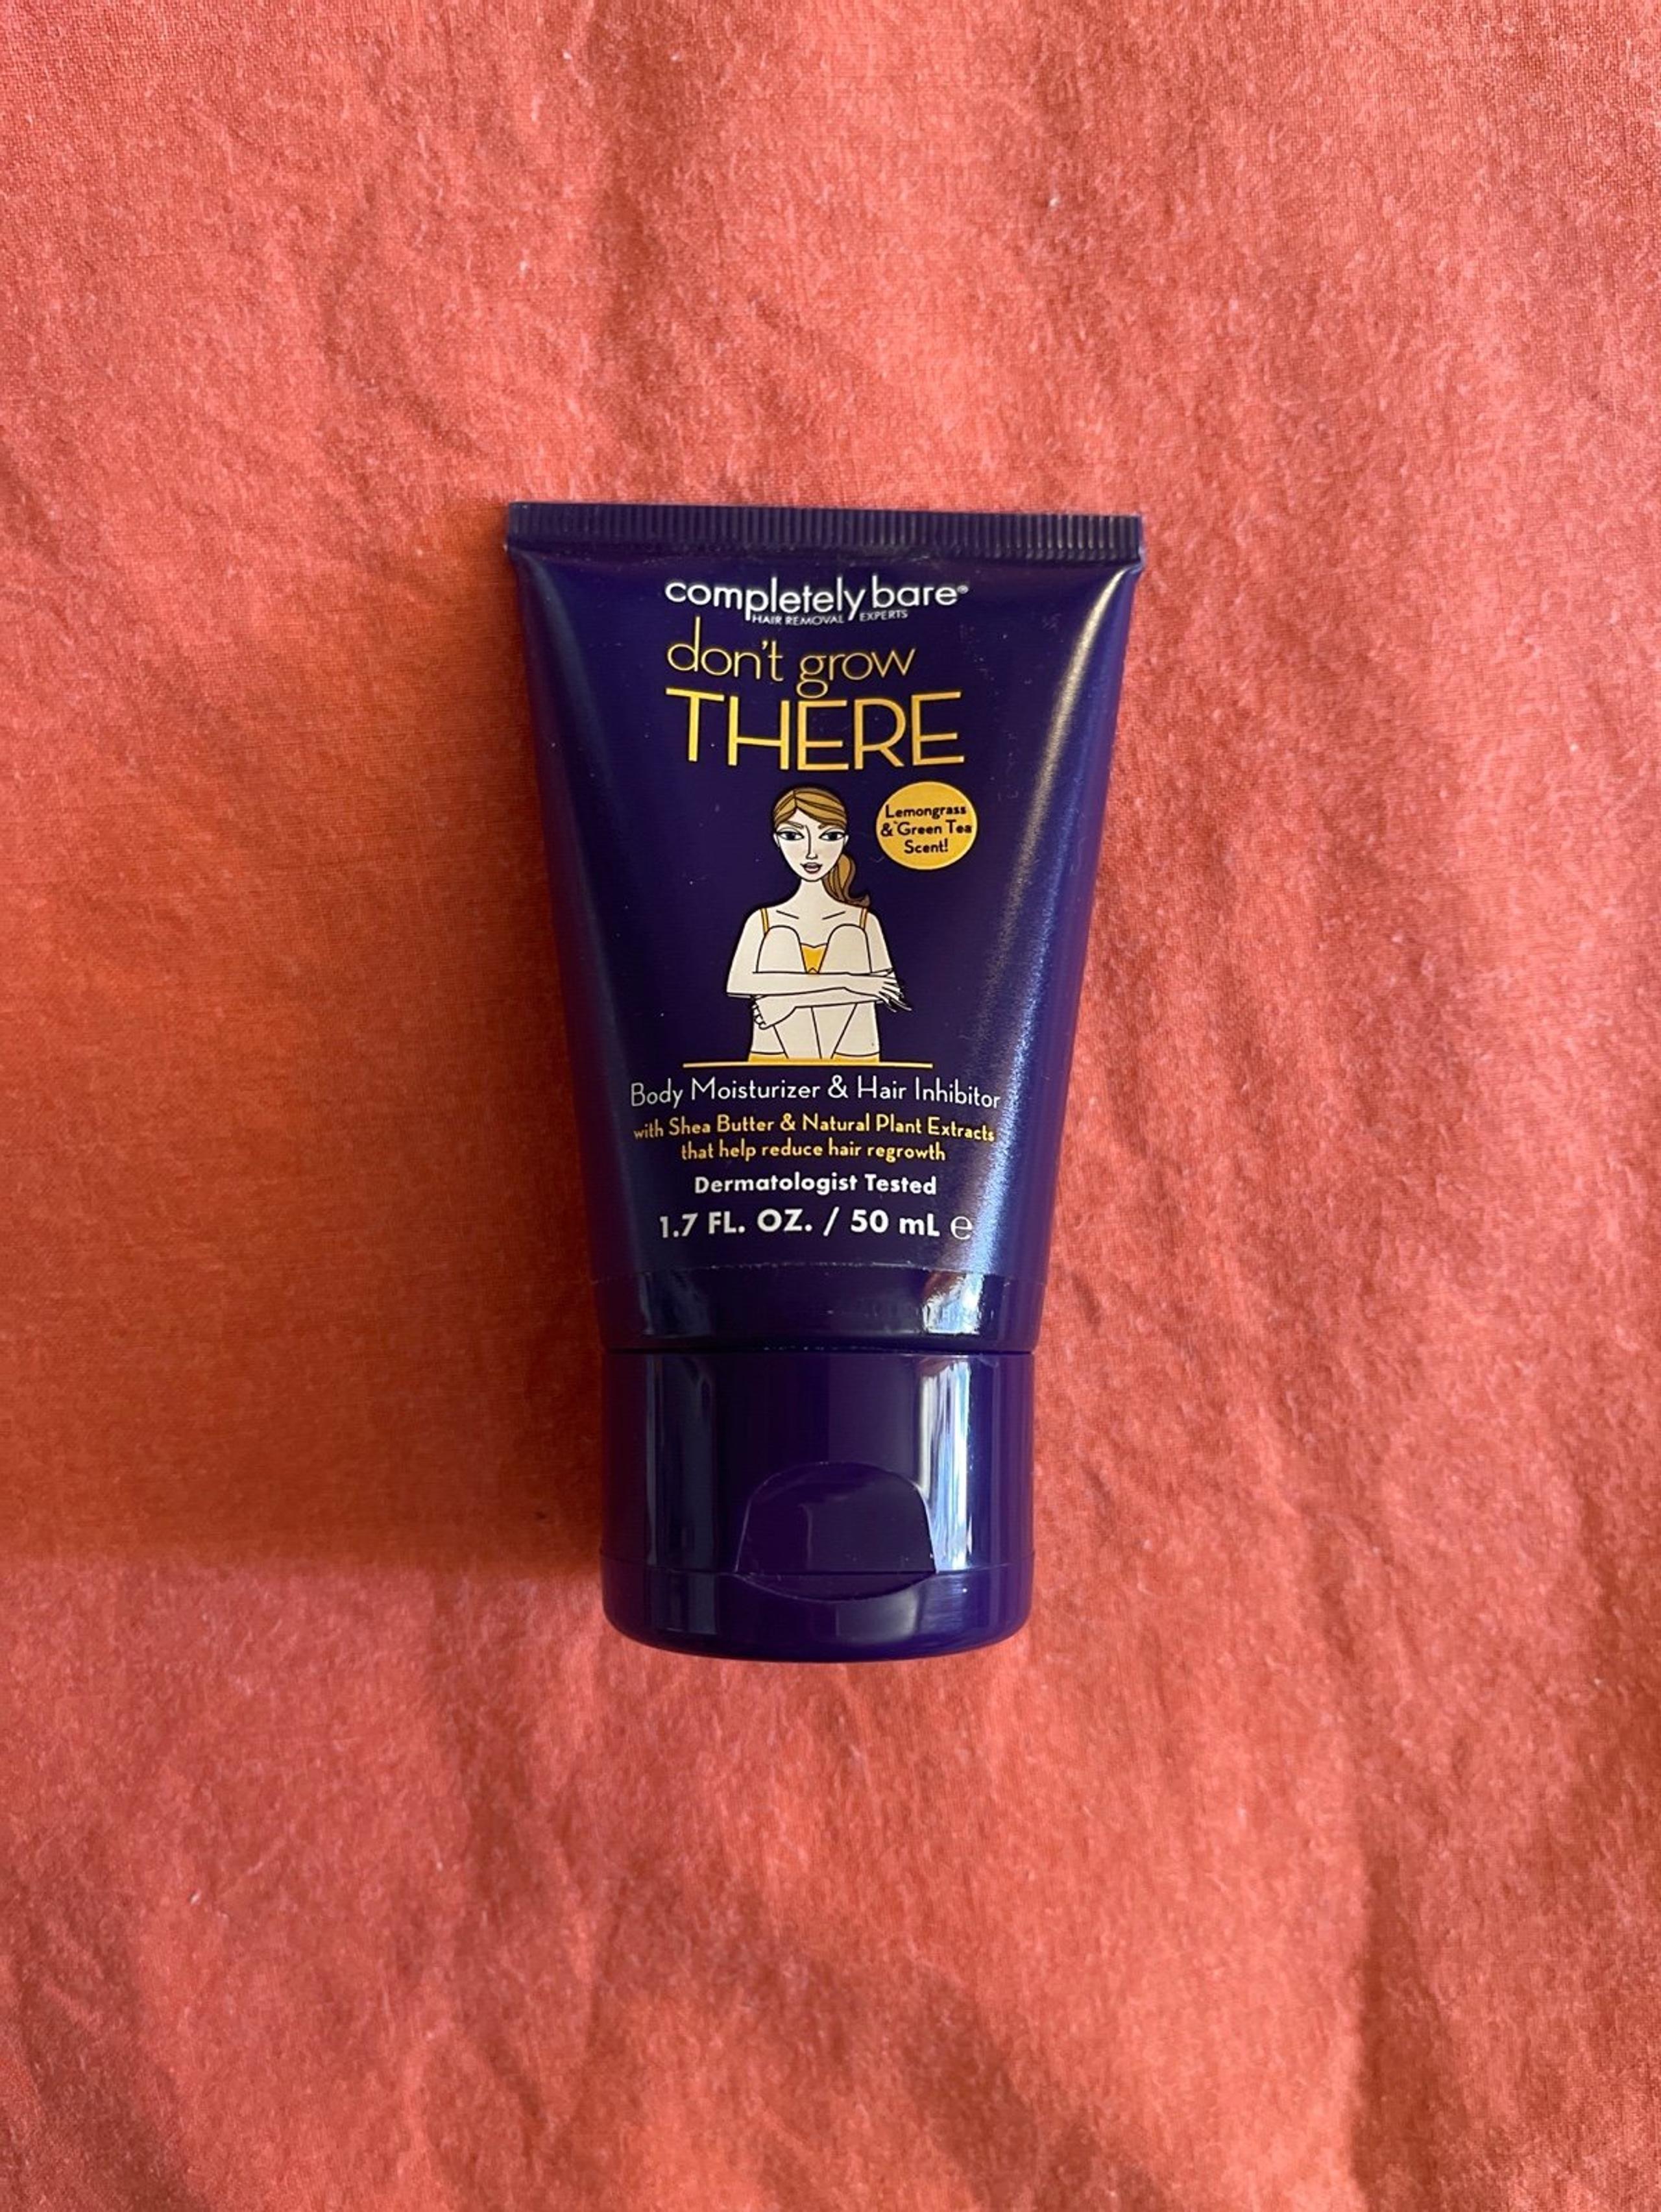 completely bare®
HAIR REMOVAL EXPERTS
don't grow
THERE
Lemongrass
& Green Tea
Scent!
Body Moisturizer & Hair Inhibitor
with Shea Butter & Natural Plant Extracts
that help reduce hair regrowth
Dermatologist Tested
1.7 FL. OZ. / 50 mL ℮